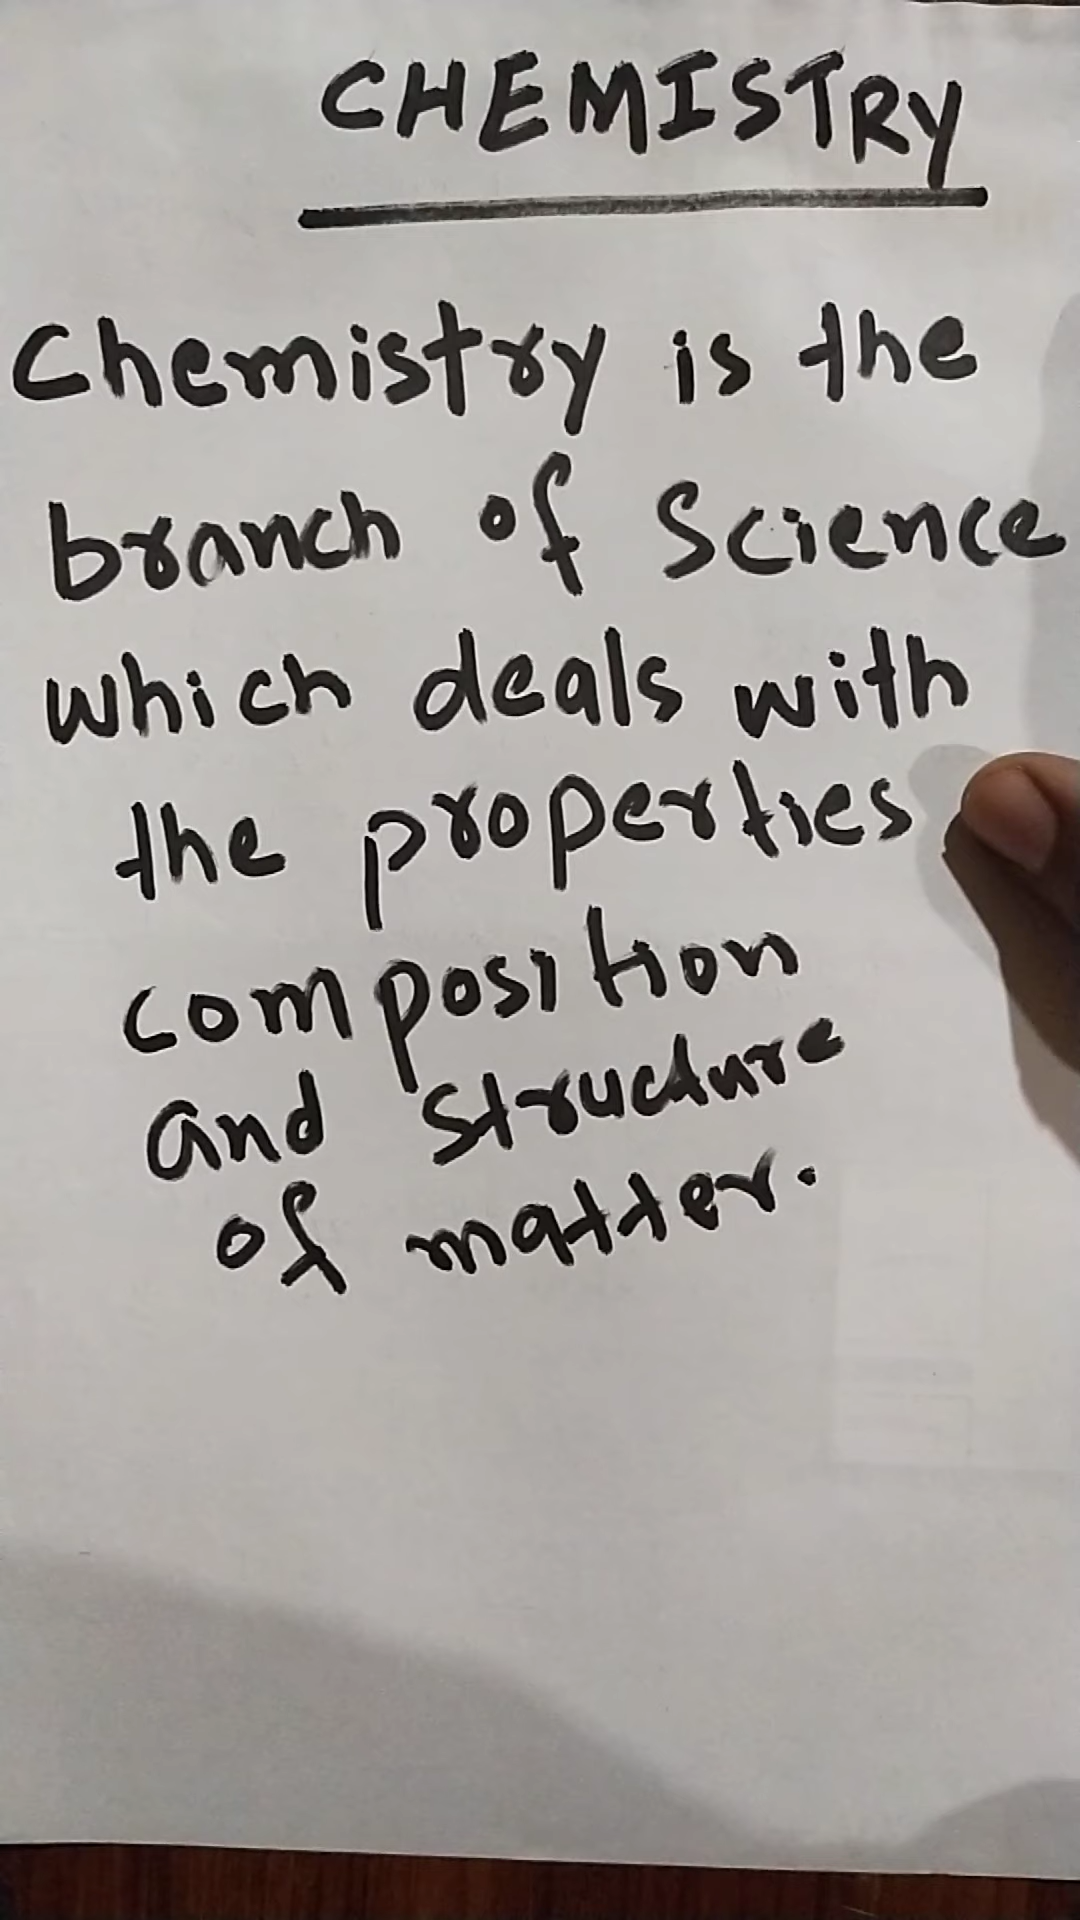 CHEMISTRY
Chemistry is the
branch of Science
which deals with
the properties
composition
and structure
of matter.